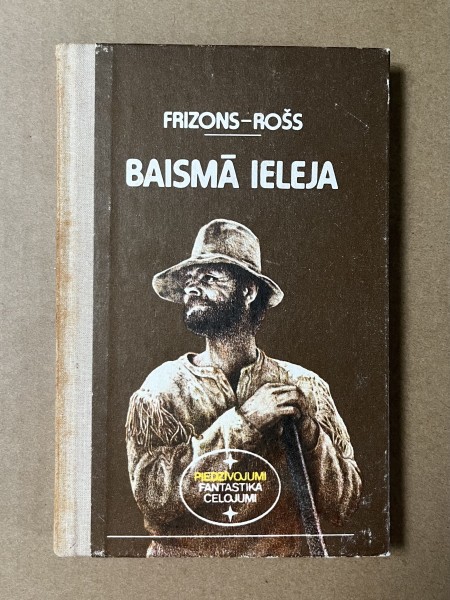 FRIZONS-ROŠS
BAISMĀ IELEJA
PIEDZĪVOJUMI
FANTASTIKA
CEĻOJUMI